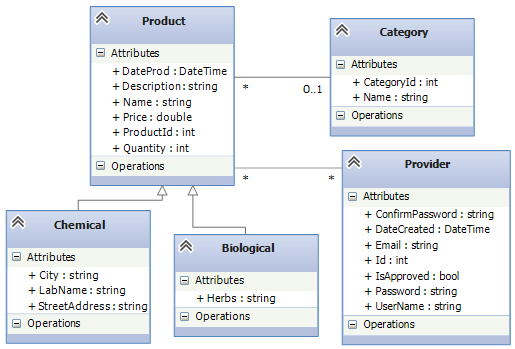 Product
Attributes
+ DateProd : DateTime
+ Description : string
+ Name : string
+ Price : double
+ ProductId : int
+ Quantity : int
Operations
Category
Attributes
+ CategoryId : int
+ Name : string
Operations
* 0..1
* *
Provider
Attributes
+ ConfirmPassword : string
+ DateCreated : DateTime
+ Email : string
+ Id : int
+ IsApproved : bool
+ Password : string
+ UserName : string
Operations
Chemical
Attributes
+ City : string
+ LabName : string
+ StreetAddress : string
Operations
Biological
Attributes
+ Herbs : string
Operations